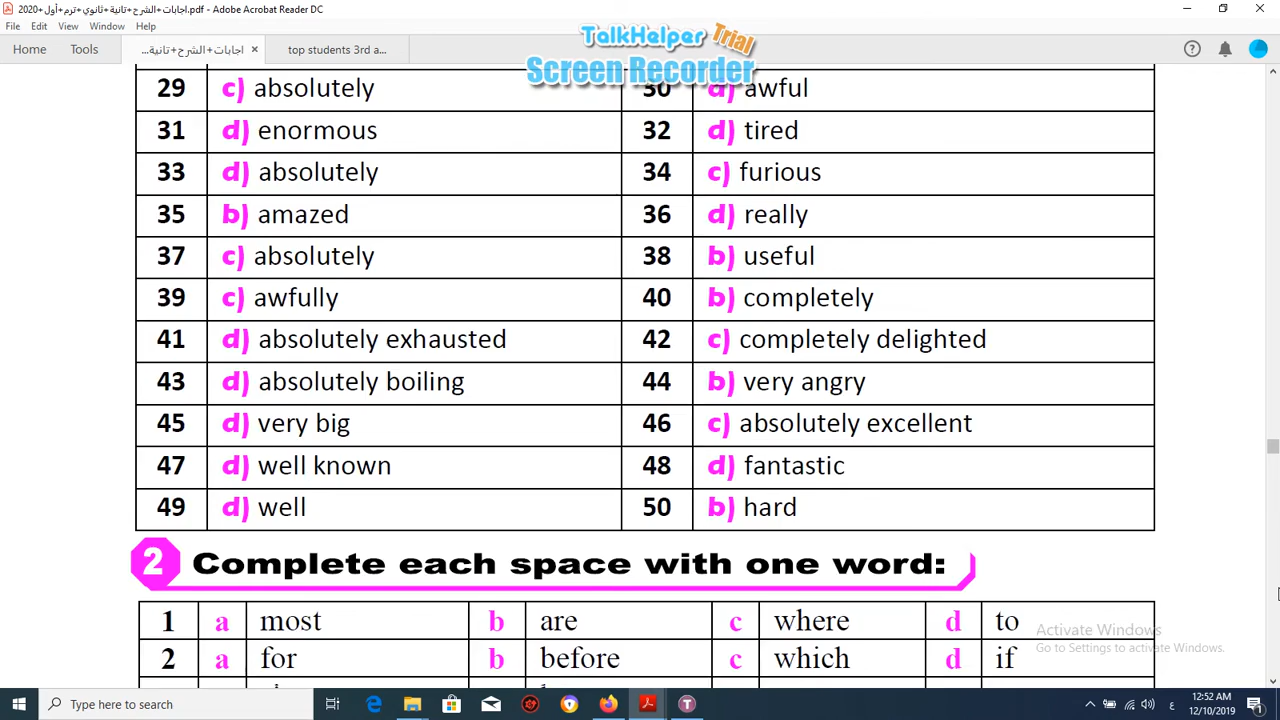 اجابات+الشرح+تانية+ثانوي+ترم+أول+2020.pdf - Adobe Acrobat Reader DC
File Edit View Window Help
Home Tools اجابات+الشرح+تانية... × top students 3rd a...
TalkHelper Trial
Screen Recorder
29 c) absolutely 30 d) awful
31 d) enormous 32 d) tired
33 d) absolutely 34 c) furious
35 b) amazed 36 d) really
37 c) absolutely 38 b) useful
39 c) awfully 40 b) completely
41 d) absolutely exhausted 42 c) completely delighted
43 d) absolutely boiling 44 b) very angry
45 d) very big 46 c) absolutely excellent
47 d) well known 48 d) fantastic
49 d) well 50 b) hard
2 Complete each space with one word:
1 a most b are c where d to
2 a for b before c which d if
Activate Windows
Go to Settings to activate Windows.
Type here to search
ع 12:52 AM
12/10/2019